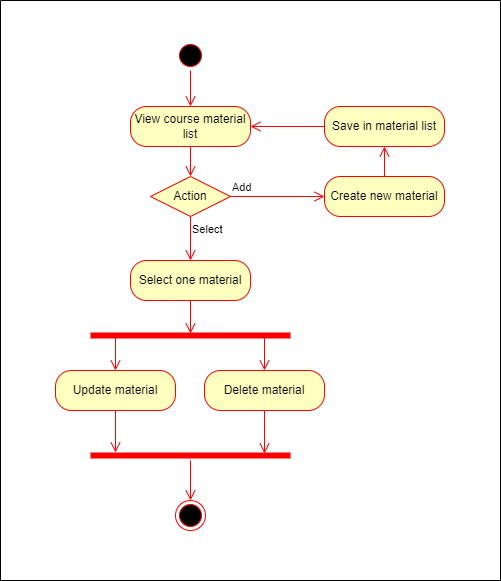 View course material
list
Save in material list
Action
Add
Create new material
Select
Select one material
Update material
Delete material